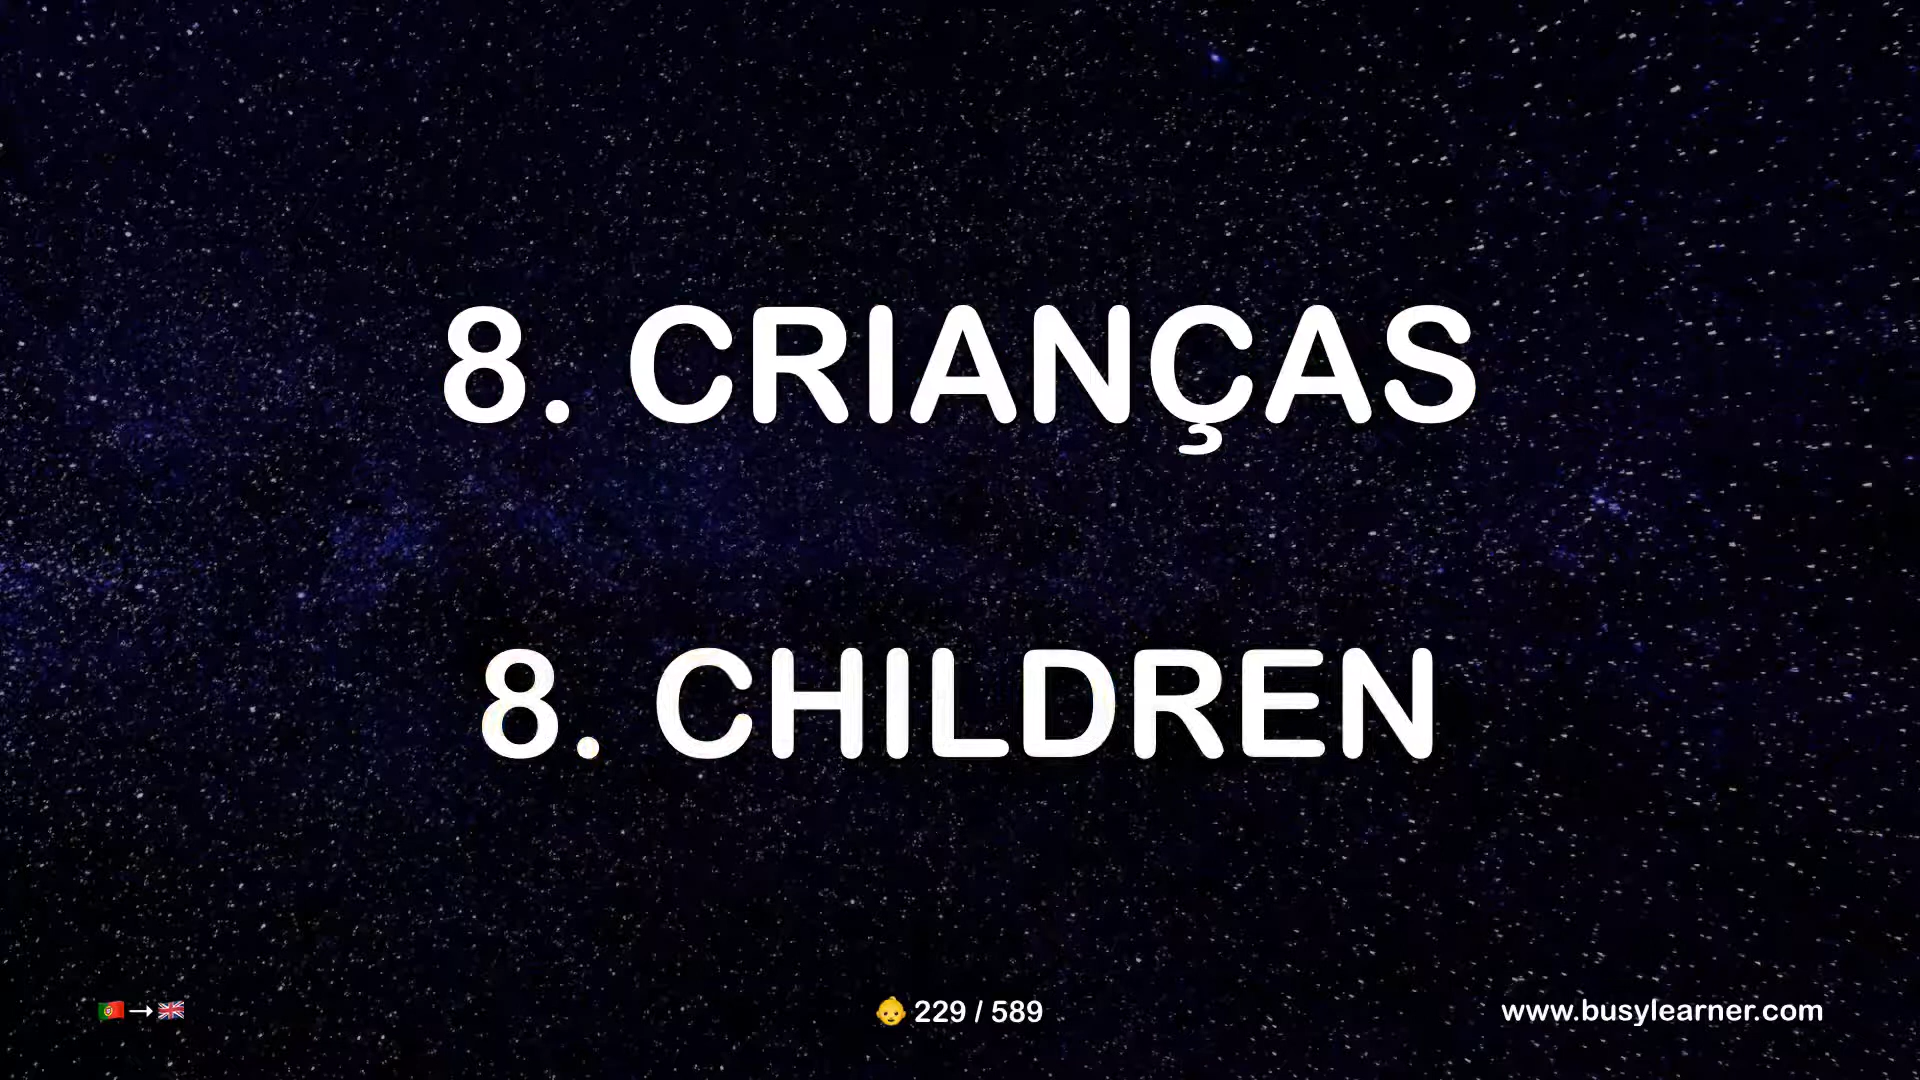 8. CRIANÇAS
8. CHILDREN
229 / 589
www.busylearner.com